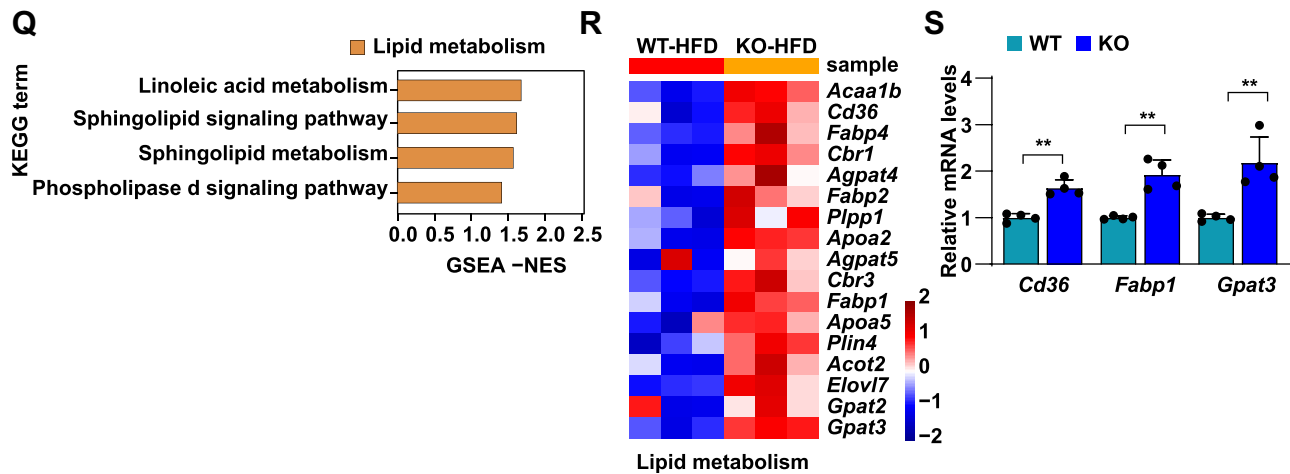 Q
Lipid metabolism
KEGG term
Linoleic acid metabolism
Sphingolipid signaling pathway
Sphingolipid metabolism
Phospholipase d signaling pathway
0.0 0.5 1.0 1.5 2.0 2.5
GSEA −NES
R
WT-HFD KO-HFD
sample
Acaa1b
Cd36
Fabp4
Cbr1
Agpat4
Fabp2
Plpp1
Apoa2
Agpat5
Cbr3
Fabp1
Apoa5
Plin4
Acot2
Elovl7
Gpat2
Gpat3
2
1
0
−1
−2
Lipid metabolism
S
WT KO
Relative mRNA levels
4
3
2
1
0
** ** **
Cd36 Fabp1 Gpat3